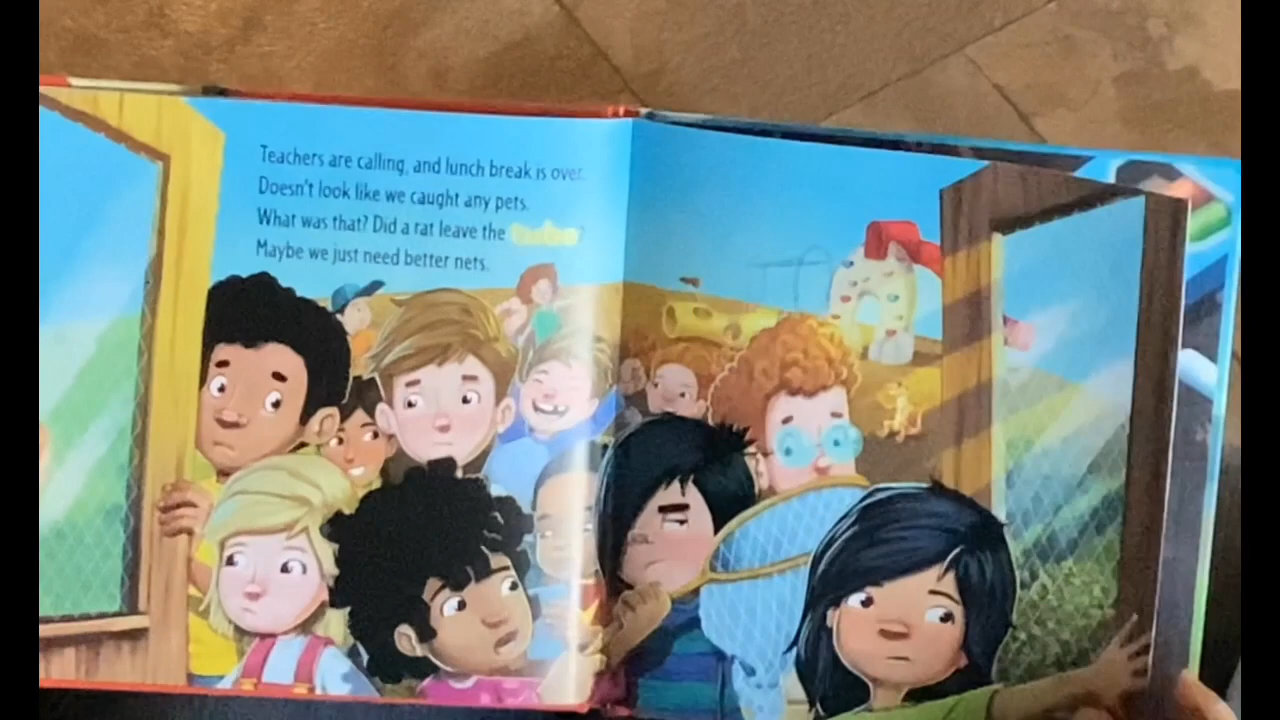 Teachers are calling, and lunch break is over.
Doesn't look like we caught any pets.
What was that? Did a rat leave the ?
Maybe we just need better nets.